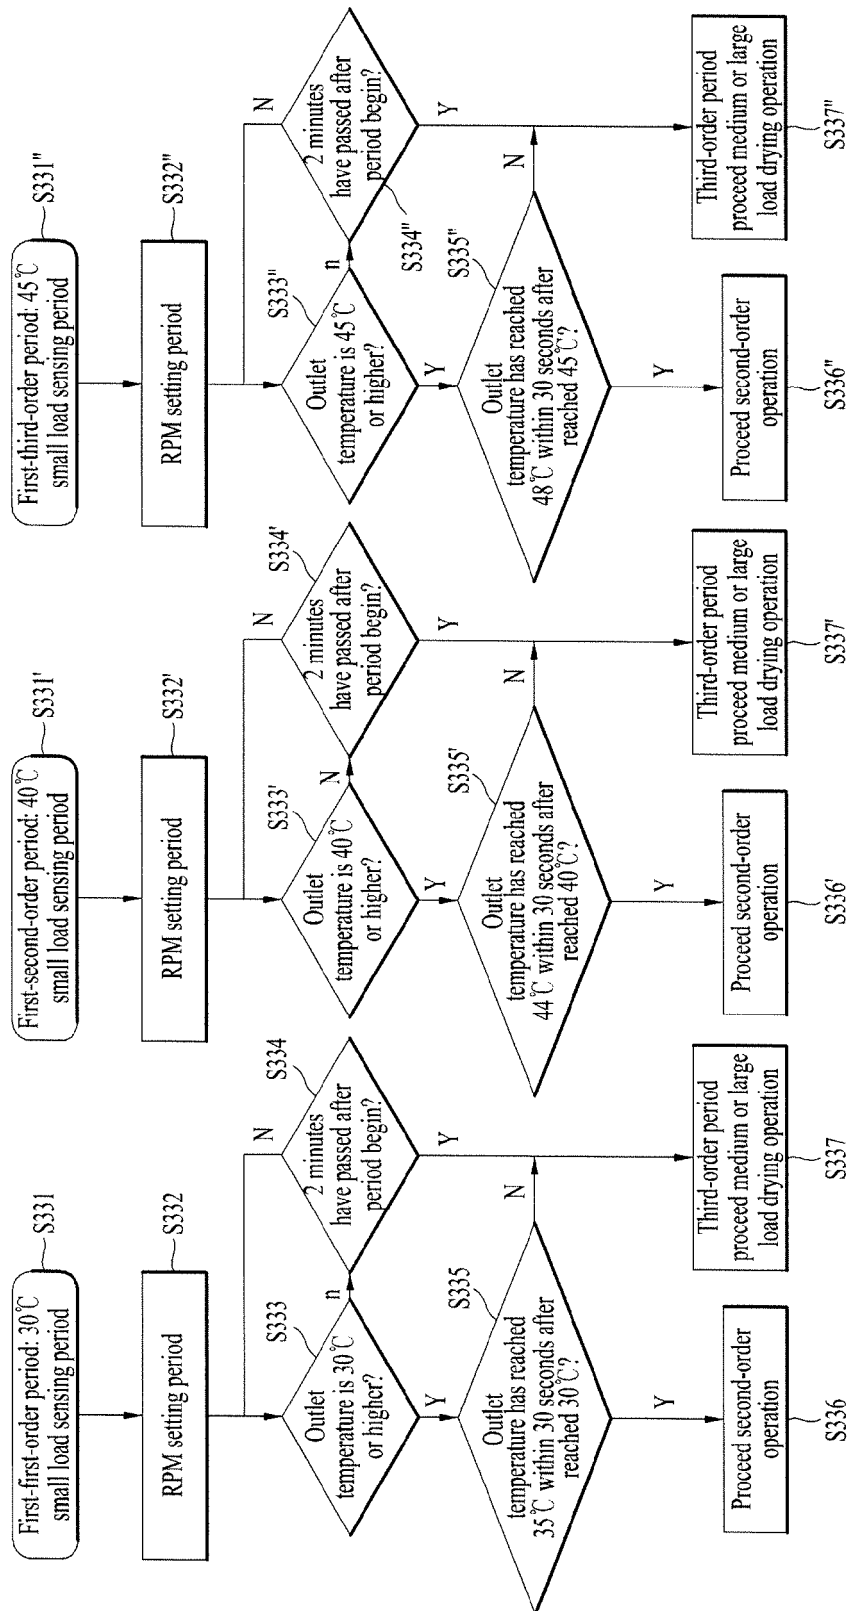 First-first-order period: 30℃
small load sensing period
S331
RPM setting period
S332
Outlet
temperature is 30℃
or higher?
S333
n
N
2 minutes
have passed after
period begin?
S334
Y
Y
Outlet
temperature has reached
35℃ within 30 seconds after
reached 30℃?
S335
N
Y
Proceed second-order
operation
S336
Third-order period
proceed medium or large
load drying operation
S337
First-second-order period: 40℃
small load sensing period
S331'
RPM setting period
S332'
Outlet
temperature is 40℃
or higher?
S333'
N
N
2 minutes
have passed after
period begin?
S334'
Y
Y
Outlet
temperature has reached
44℃ within 30 seconds after
reached 40℃?
S335'
N
Y
Proceed second-order
operation
S336'
Third-order period
proceed medium or large
load drying operation
S337'
First-third-order period: 45℃
small load sensing period
S331"
RPM setting period
S332"
Outlet
temperature is 45℃
or higher?
S333"
n
N
2 minutes
have passed after
period begin?
S334"
Y
Y
Outlet
temperature has reached
48℃ within 30 seconds after
reached 45℃?
S335"
N
Y
Proceed second-order
operation
S336"
Third-order period
proceed medium or large
load drying operation
S337"